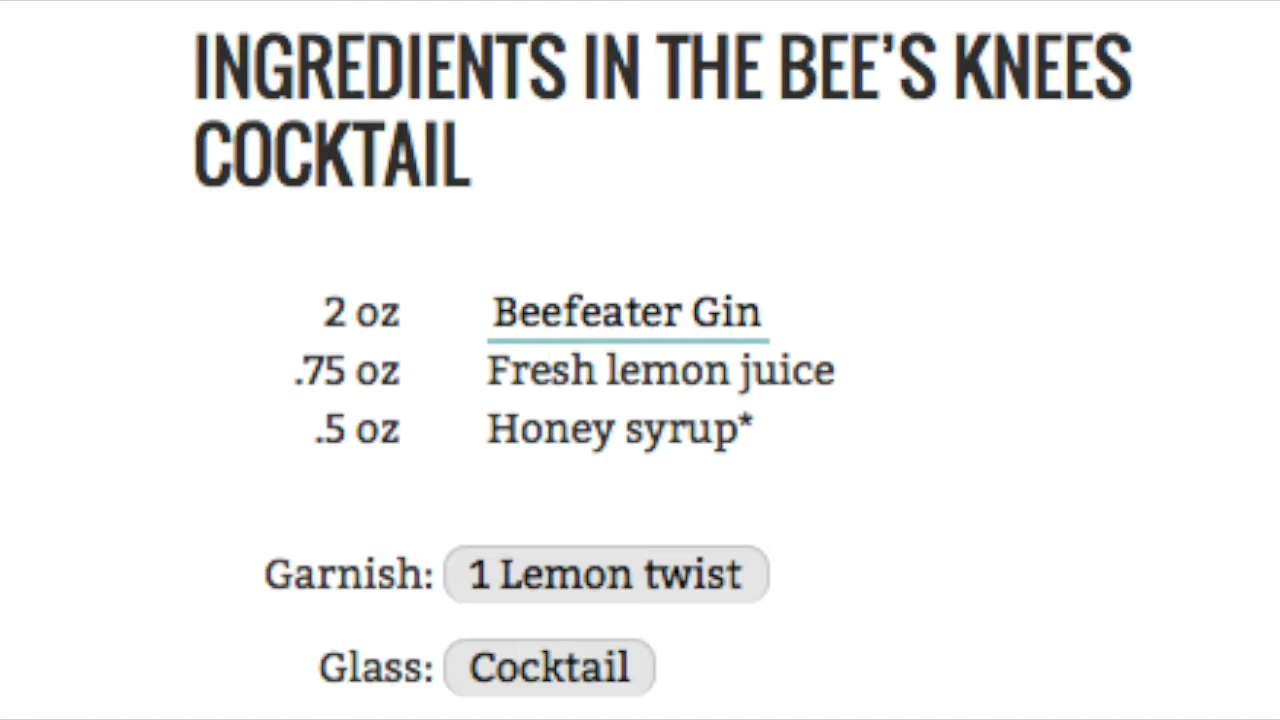 INGREDIENTS IN THE BEE’S KNEES
COCKTAIL
2 oz Beefeater Gin
.75 oz Fresh lemon juice
.5 oz Honey syrup*
Garnish: 1 Lemon twist
Glass: Cocktail